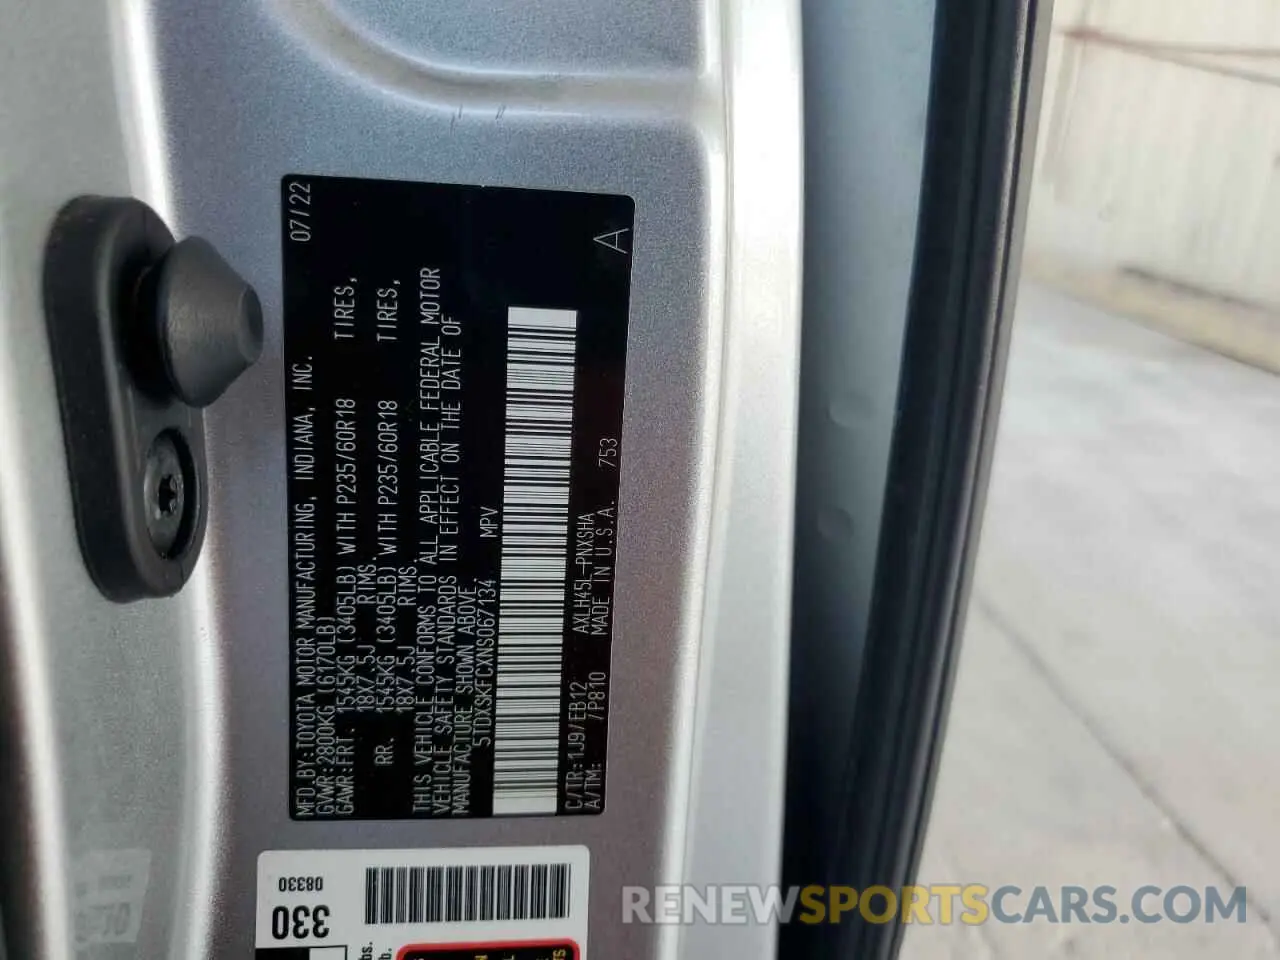 MFD.BY:TOYOTA MOTOR MANUFACTURING, INDIANA, INC. 07/22
GVWR:2800KG (6170LB)
GAWR:FRT. 1545KG (3405LB) WITH P235/60R18 TIRES,
18X7.5J RIMS.
RR. 1545KG (3405LB) WITH P235/60R18 TIRES,
18X7.5J RIMS.
THIS VEHICLE CONFORMS TO ALL APPLICABLE FEDERAL MOTOR
VEHICLE SAFETY STANDARDS IN EFFECT ON THE DATE OF
MANUFACTURE SHOWN ABOVE.
5TDXSKFCXNS067134 MPV
C/TR:1J9/EB12 AXLH45L-PNXSHA
A/TM: /P810 MADE IN U.S.A. 753
A
08330
330
RENEWSPORTSCARS.COM